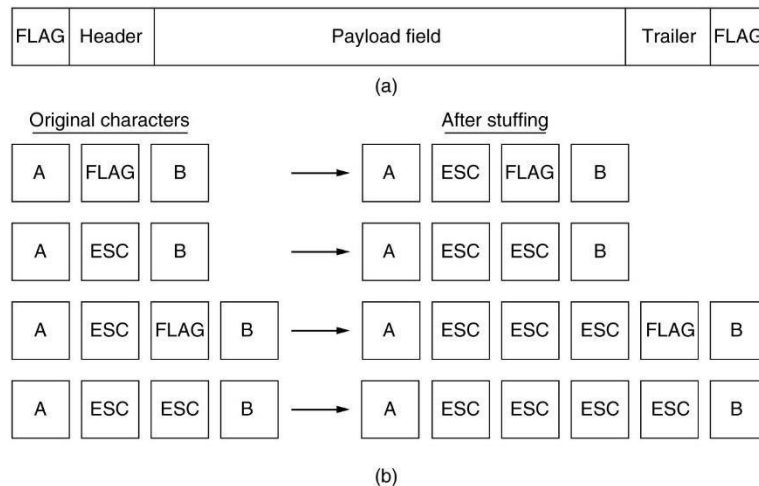 FLAG Header Payload field Trailer FLAG
(a)
Original characters After stuffing
A FLAG B A ESC FLAG B
A ESC B A ESC ESC B
A ESC FLAG B A ESC ESC ESC FLAG B
A ESC ESC B A ESC ESC ESC ESC B
(b)